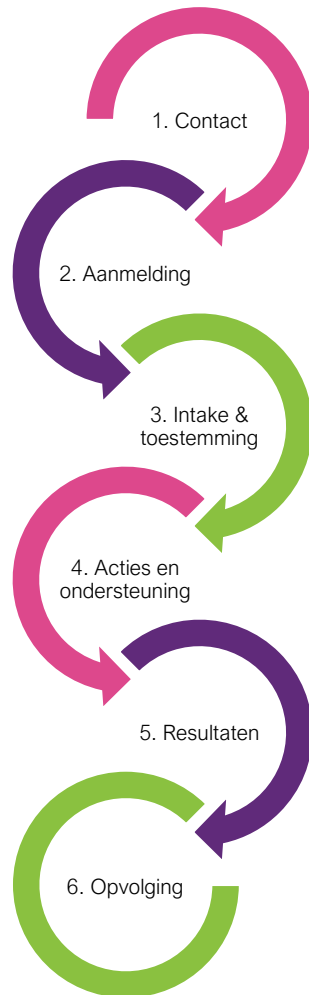 1. Contact
2. Aanmelding
3. Intake &
toestemming
4. Acties en
ondersteuning
5. Resultaten
6. Opvolging